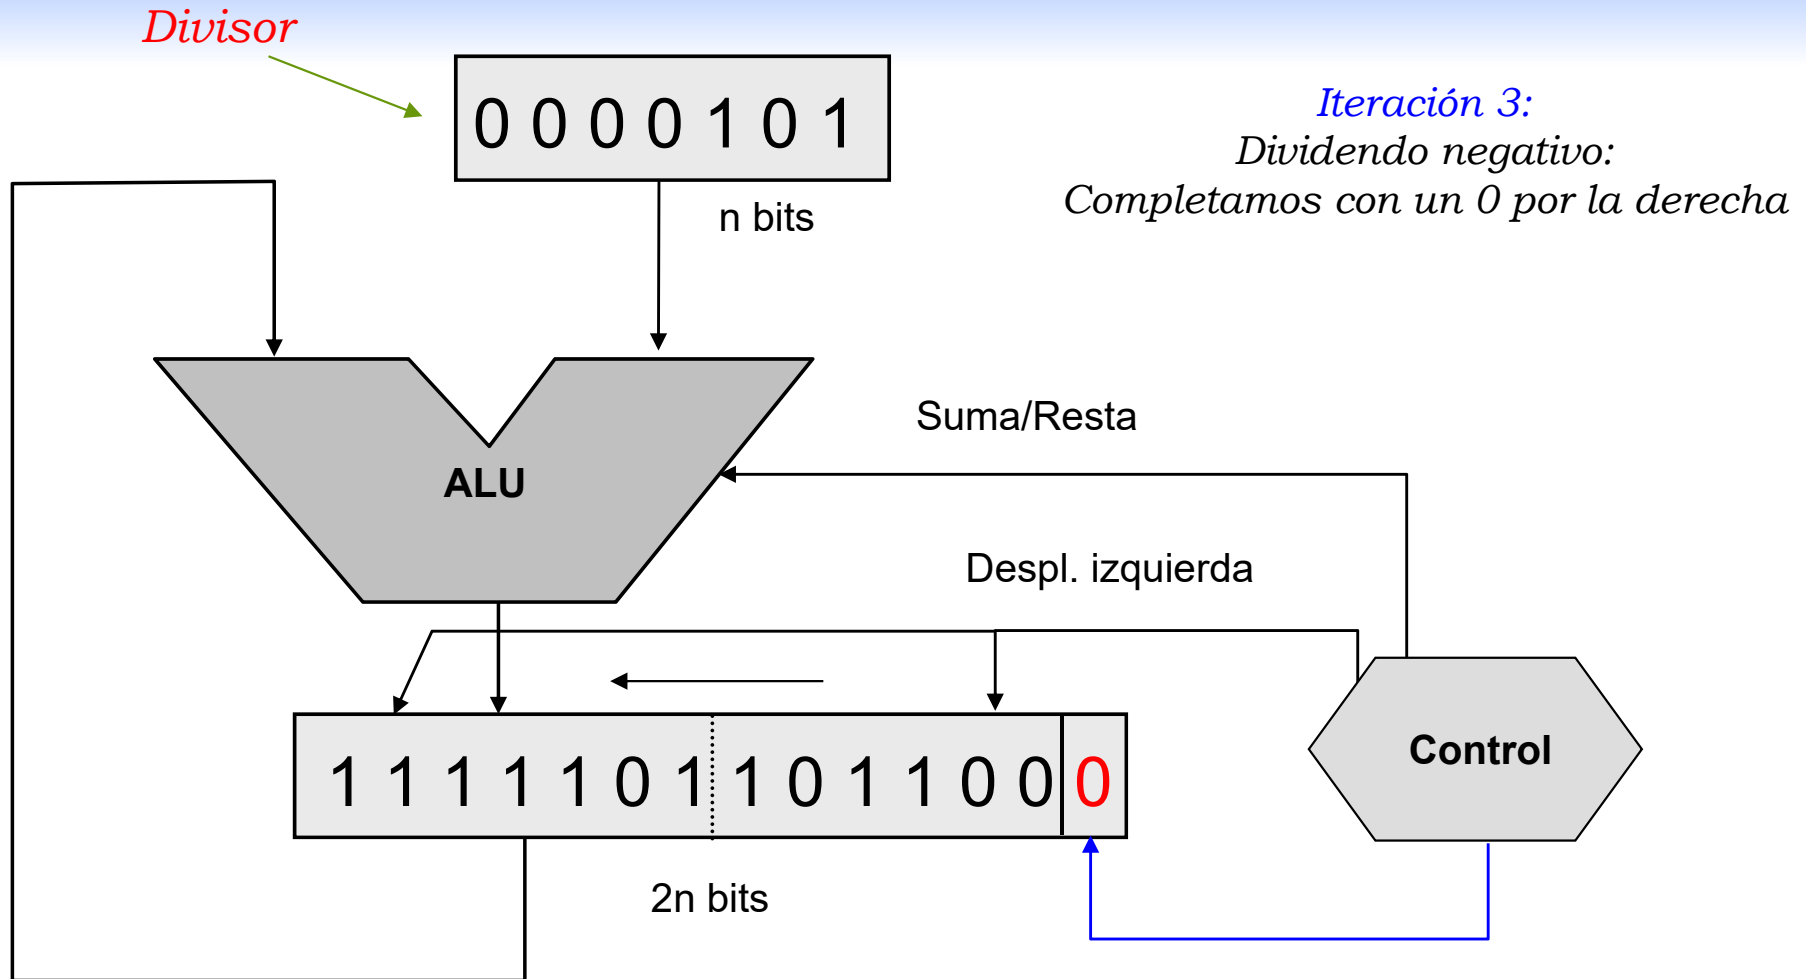 Divisor
0 0 0 0 1 0 1
Iteración 3:
Dividendo negativo:
Completamos con un 0 por la derecha
n bits
Suma/Resta
ALU
Despl. izquierda
1 1 1 1 1 0 1 1 0 1 1 0 0 0
Control
2n bits